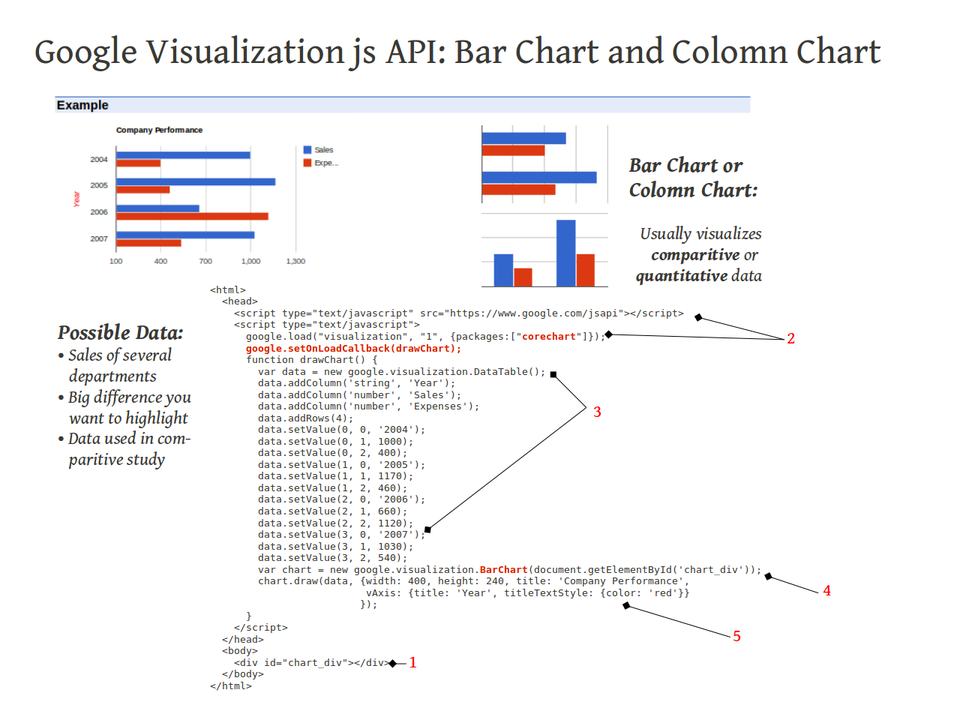 Google Visualization js API: Bar Chart and Colomn Chart
Example
Company Performance
Sales
Expe...
Year
2004
2005
2006
2007
100 400 700 1,000 1,300
Bar Chart or
Colomn Chart:
Usually visualizes
comparitive or
quantitative data
Possible Data:
• Sales of several
departments
• Big difference you
want to highlight
• Data used in com-
paritive study
<html>
<head>
<script type="text/javascript" src="https://www.google.com/jsapi"></script>
<script type="text/javascript">
google.load("visualization", "1", {packages:["corechart"]});
google.setOnLoadCallback(drawChart);
function drawChart() {
var data = new google.visualization.DataTable();
data.addColumn('string', 'Year');
data.addColumn('number', 'Sales');
data.addColumn('number', 'Expenses');
data.addRows(4);
data.setValue(0, 0, '2004');
data.setValue(0, 1, 1000);
data.setValue(0, 2, 400);
data.setValue(1, 0, '2005');
data.setValue(1, 1, 1170);
data.setValue(1, 2, 460);
data.setValue(2, 0, '2006');
data.setValue(2, 1, 660);
data.setValue(2, 2, 1120);
data.setValue(3, 0, '2007');
data.setValue(3, 1, 1030);
data.setValue(3, 2, 540);
var chart = new google.visualization.BarChart(document.getElementById('chart_div'));
chart.draw(data, {width: 400, height: 240, title: 'Company Performance',
vAxis: {title: 'Year', titleTextStyle: {color: 'red'}}
});
}
</script>
</head>
<body>
<div id="chart_div"></div>
</body>
</html>
2
3
4
5
1